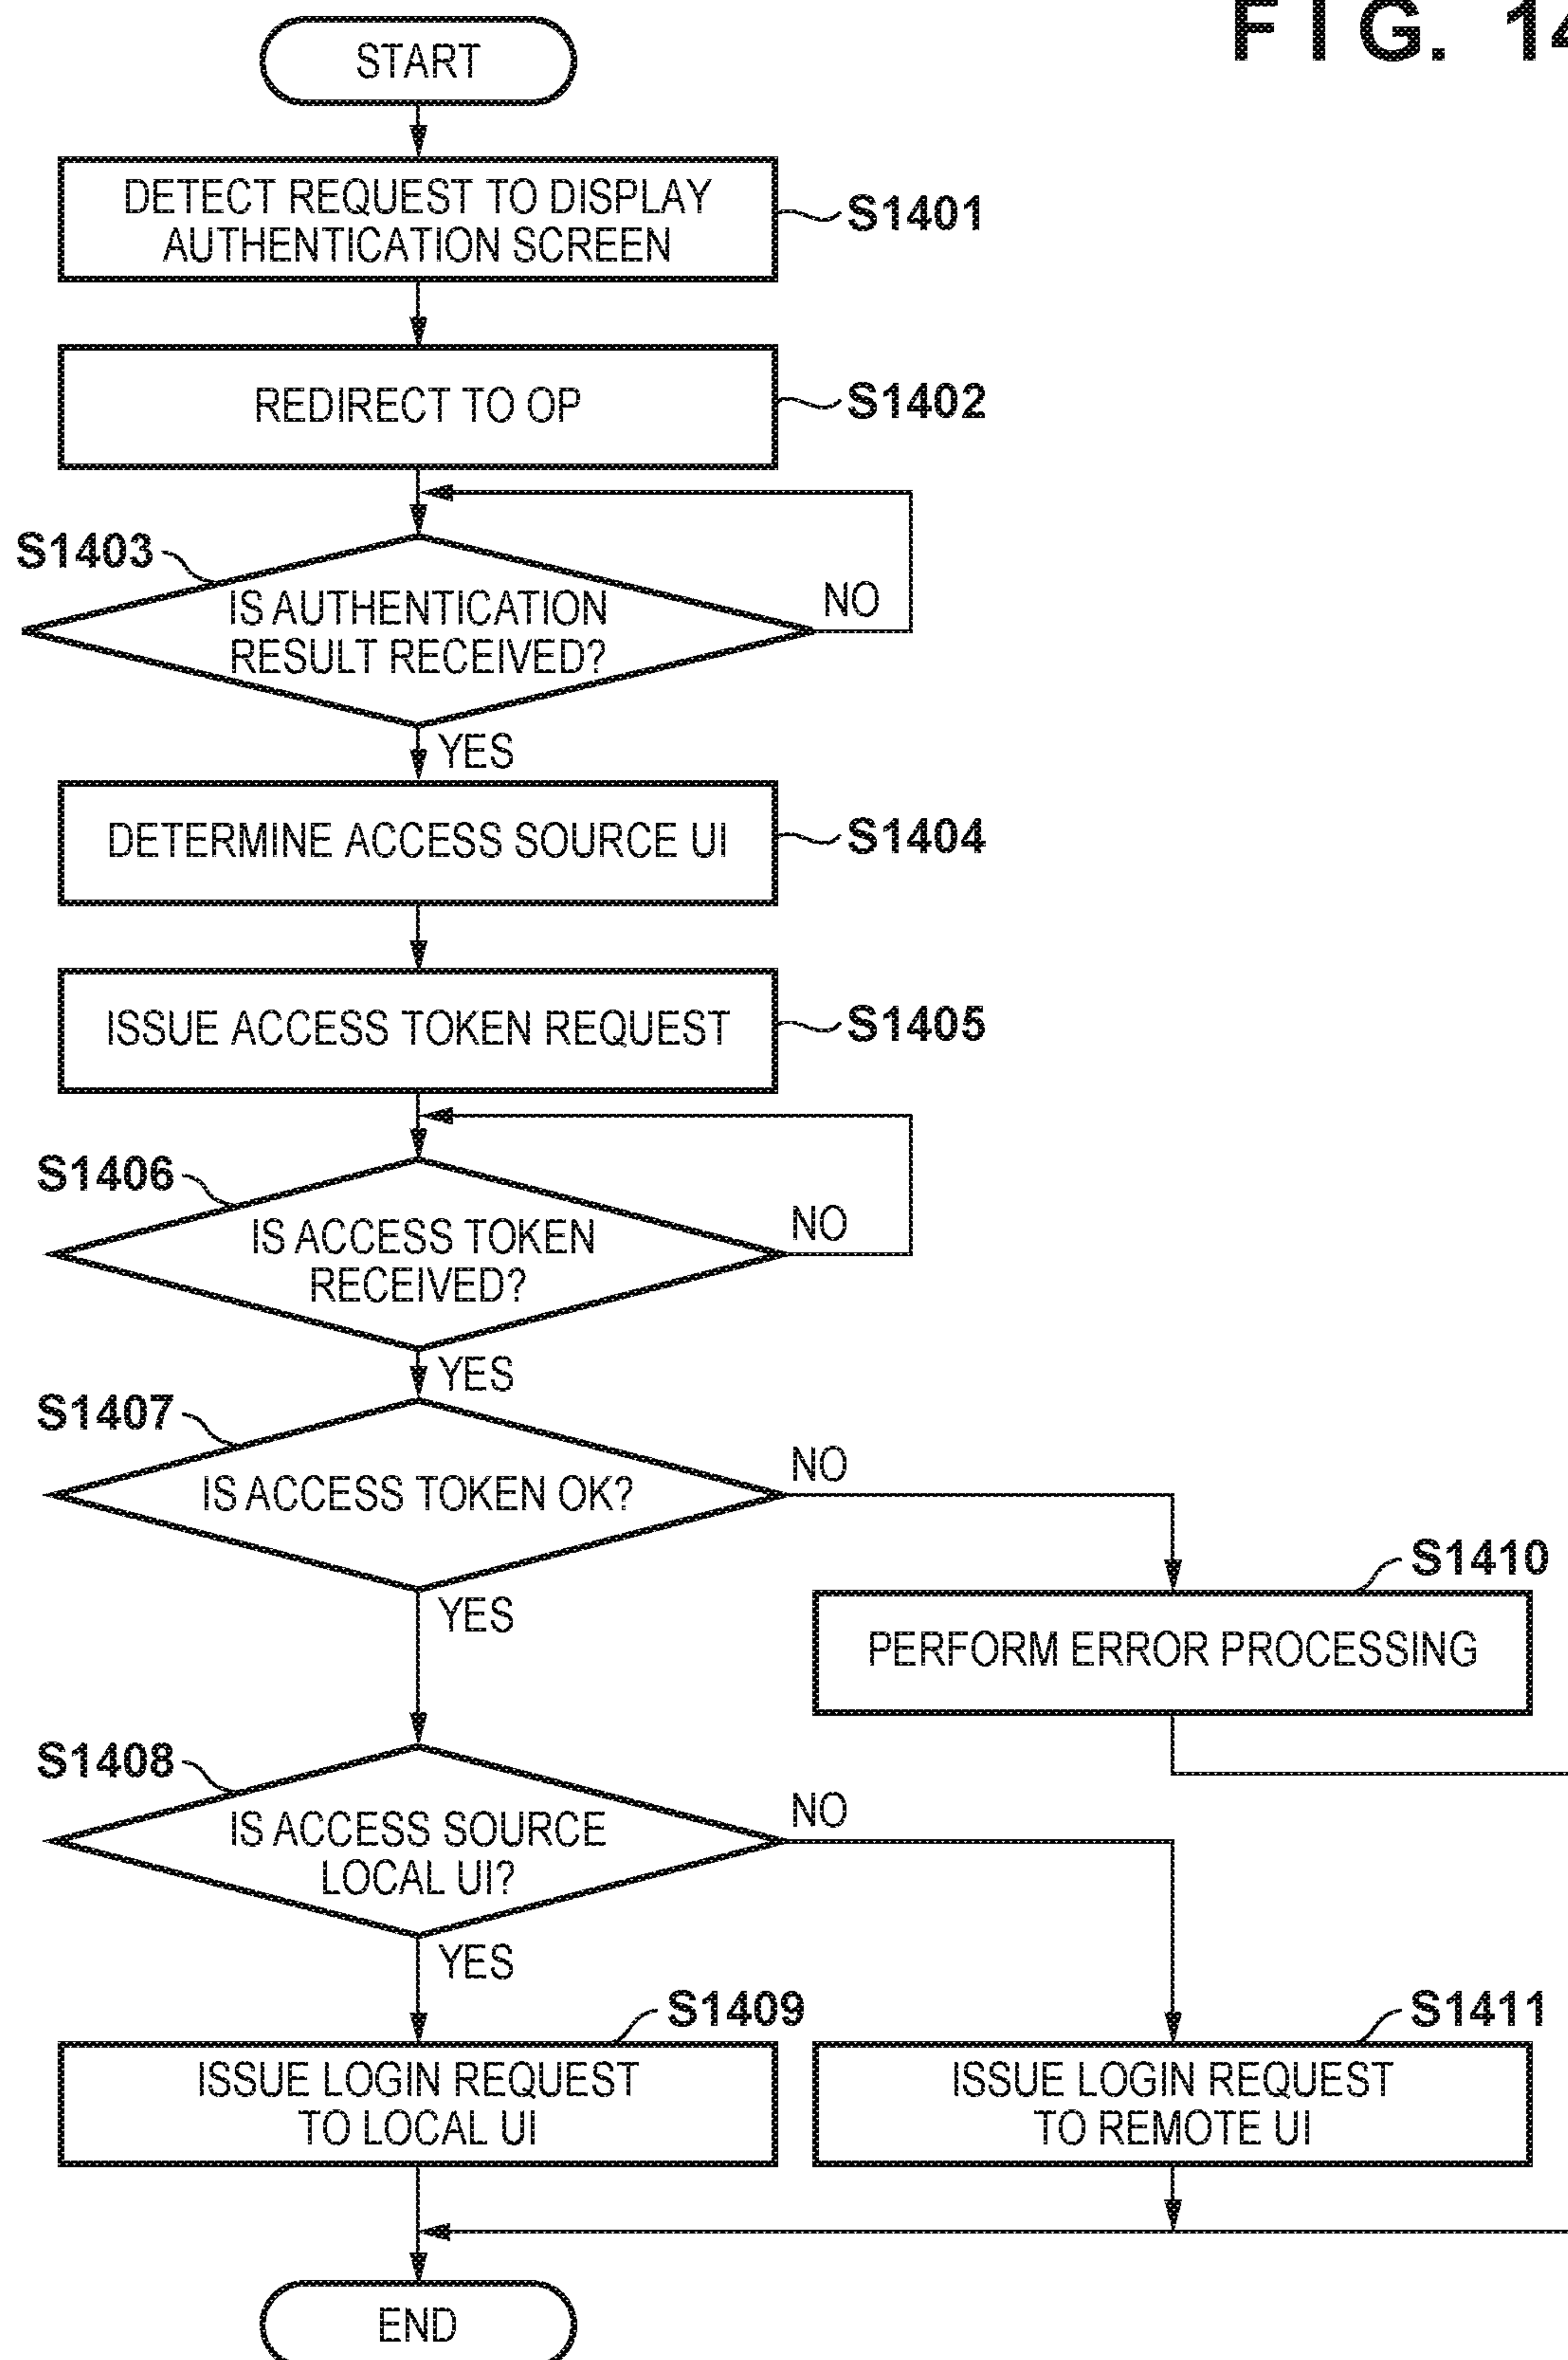 FIG. 14
START
DETECT REQUEST TO DISPLAY
AUTHENTICATION SCREEN
S1401
REDIRECT TO OP
S1402
S1403
IS AUTHENTICATION
RESULT RECEIVED?
NO
YES
DETERMINE ACCESS SOURCE UI
S1404
ISSUE ACCESS TOKEN REQUEST
S1405
S1406
IS ACCESS TOKEN
RECEIVED?
NO
YES
S1407
IS ACCESS TOKEN OK?
NO
YES
S1410
PERFORM ERROR PROCESSING
S1408
IS ACCESS SOURCE
LOCAL UI?
NO
YES
S1409
ISSUE LOGIN REQUEST
TO LOCAL UI
S1411
ISSUE LOGIN REQUEST
TO REMOTE UI
END